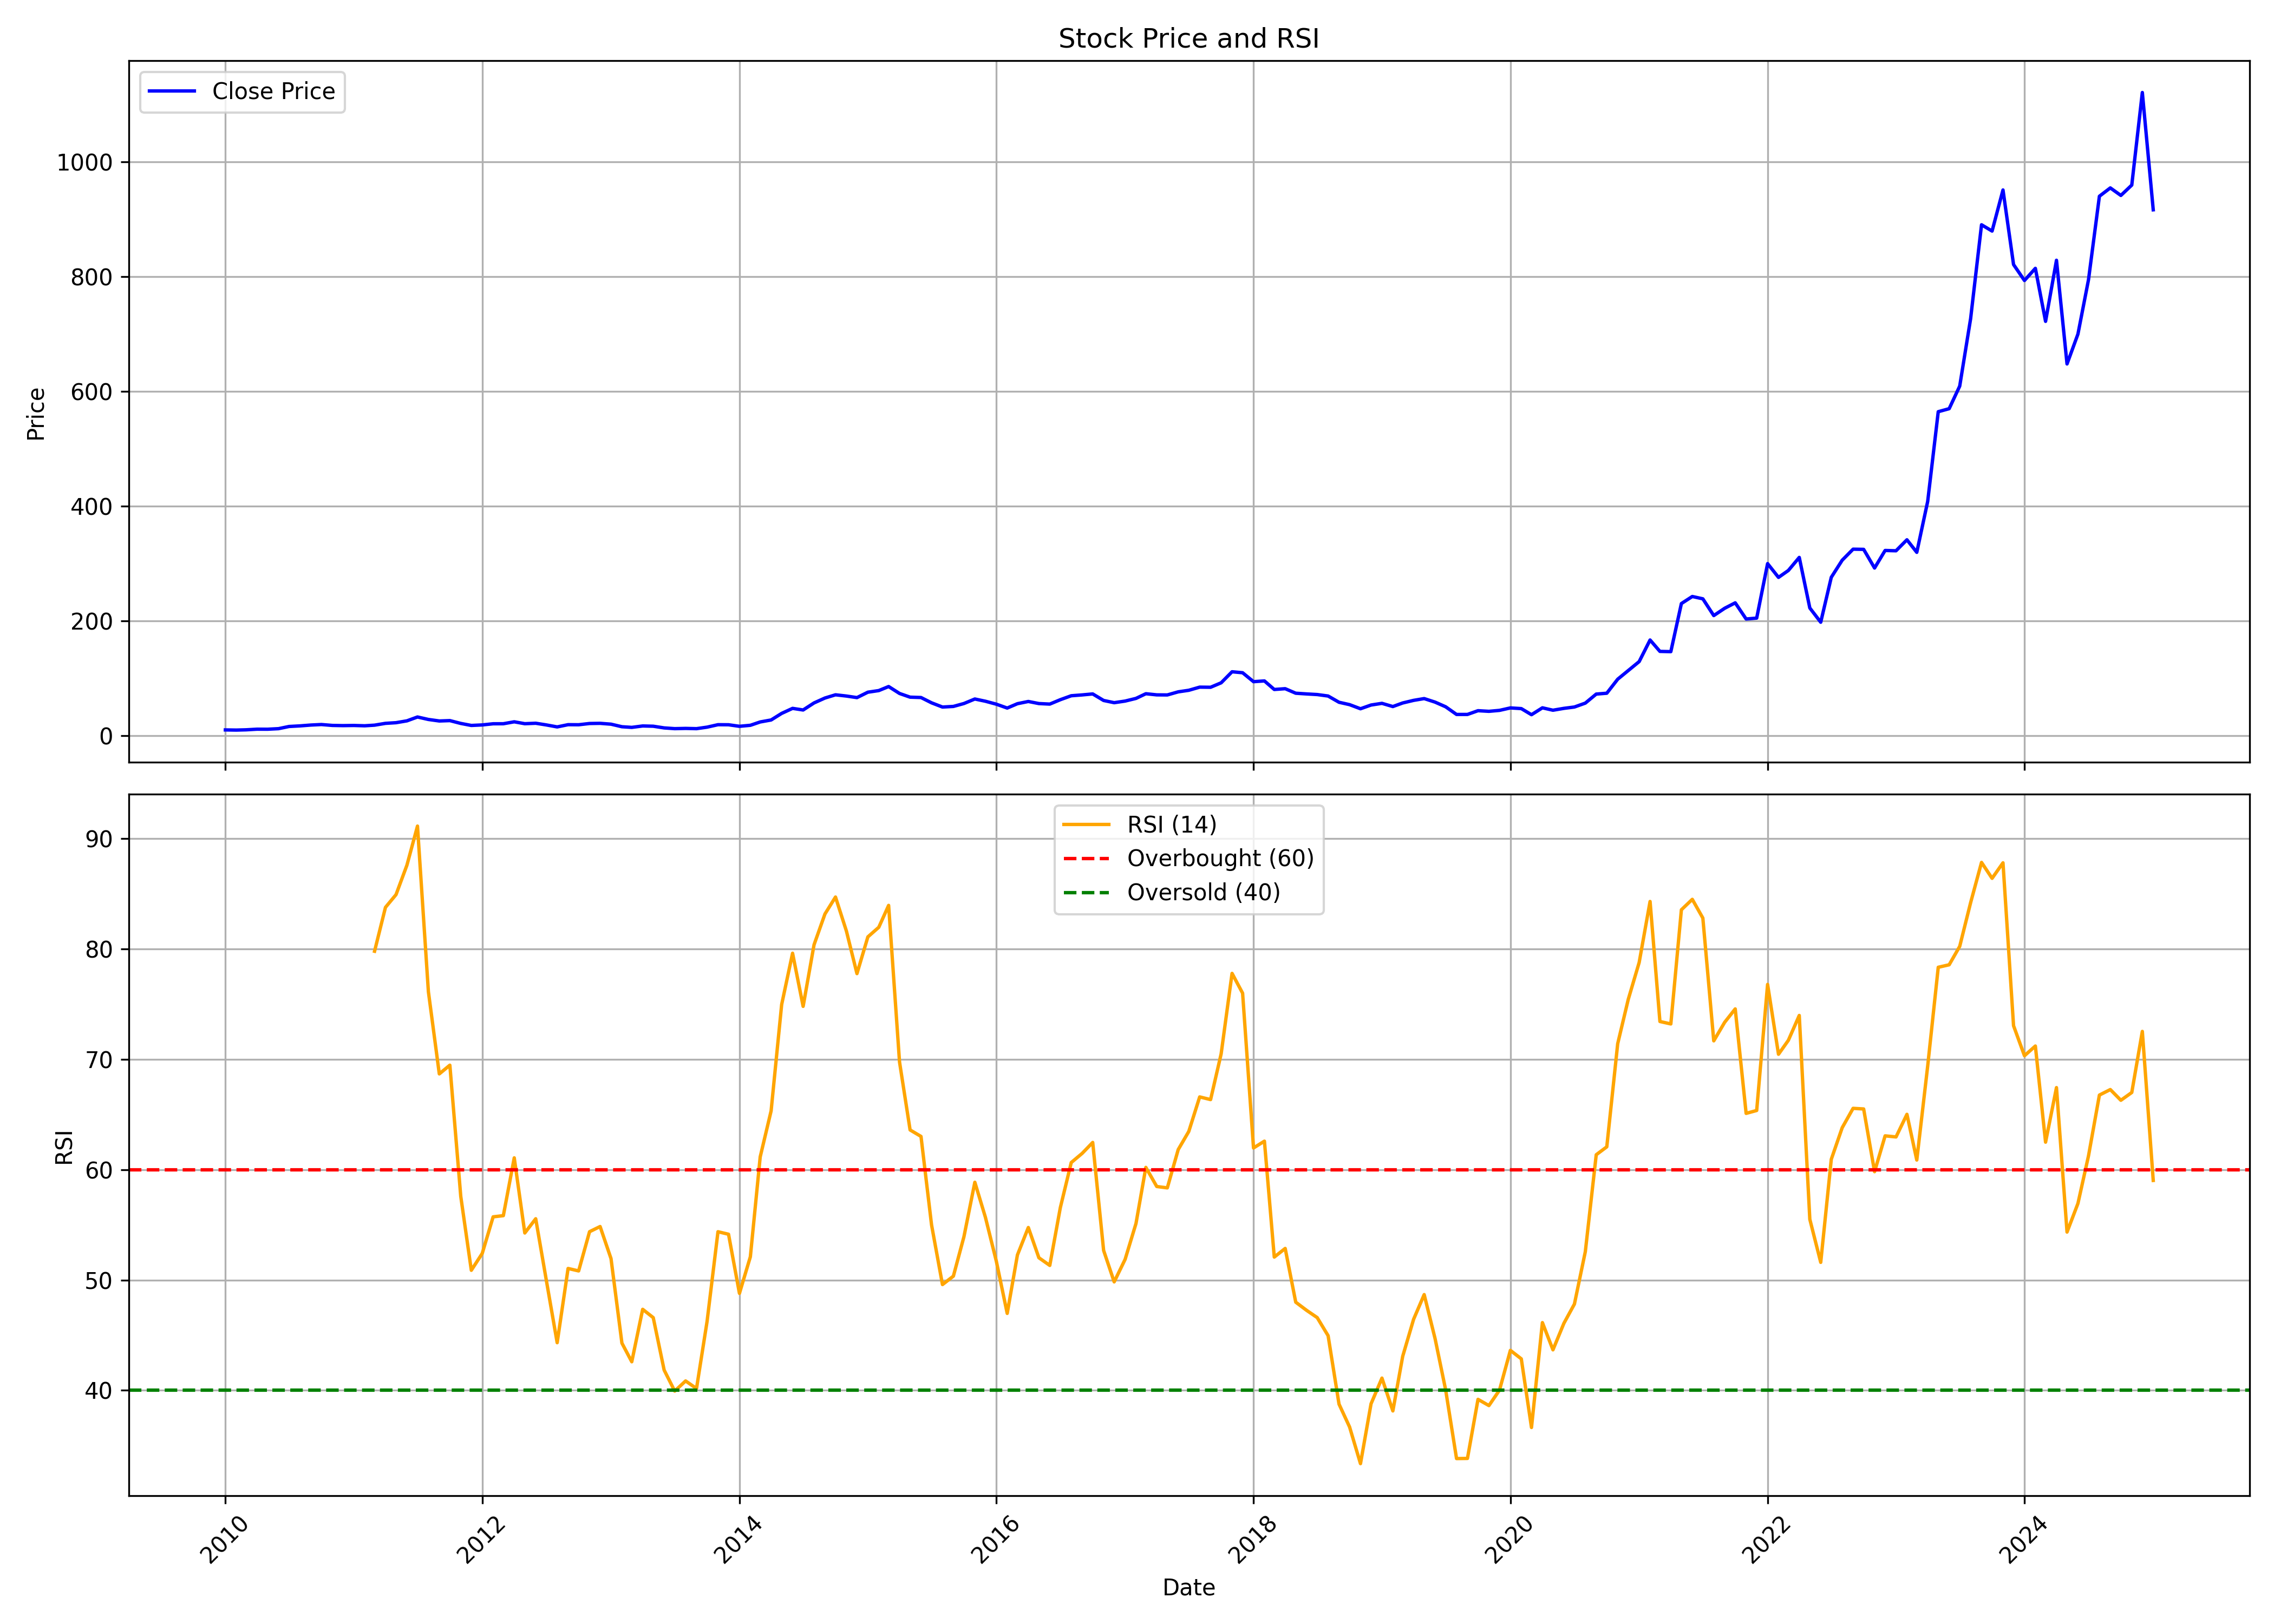 Stock Price and RSI
Close Price
1000
800
600
400
200
0
Price
RSI (14)
Overbought (60)
Oversold (40)
90
80
70
60
50
40
RSI
2010
2012
2014
2016
2018
2020
2022
2024
Date